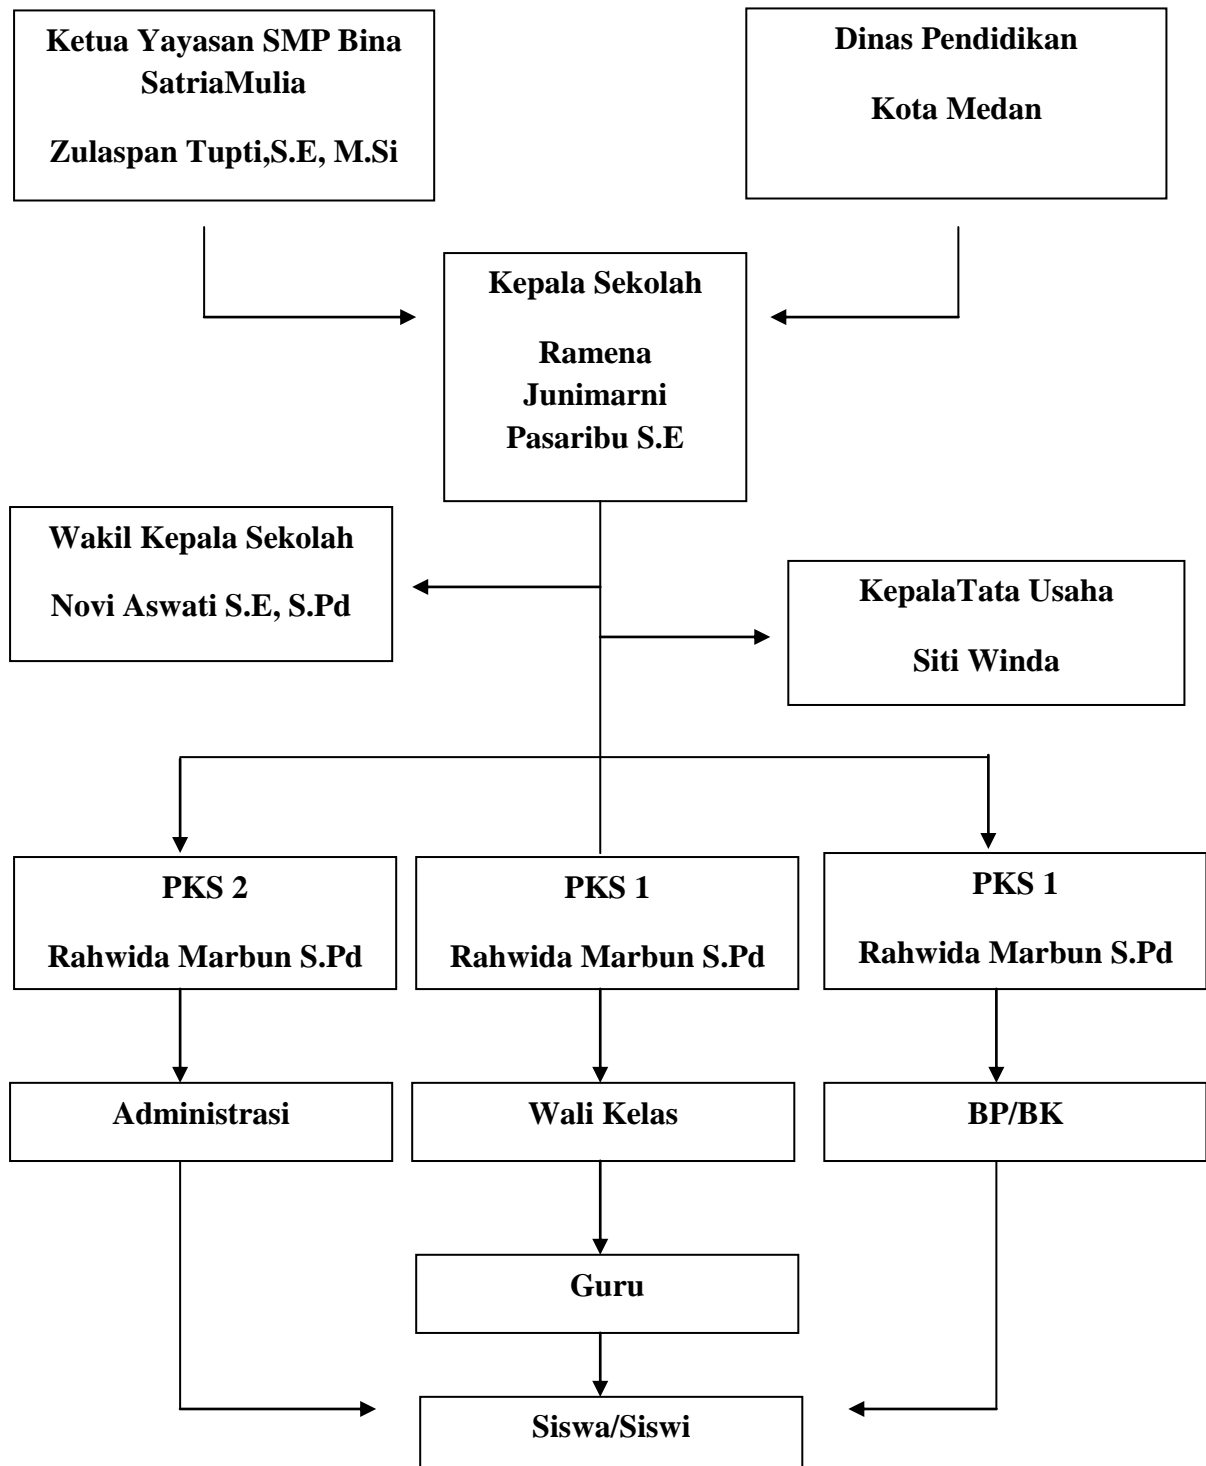 Ketua Yayasan SMP Bina
SatriaMulia
Zulaspan Tupti,S.E, M.Si
Dinas Pendidikan
Kota Medan
Kepala Sekolah
Ramena
Junimarni
Pasaribu S.E
Wakil Kepala Sekolah
Novi Aswati S.E, S.Pd
KepalaTata Usaha
Siti Winda
PKS 2
Rahwida Marbun S.Pd
PKS 1
Rahwida Marbun S.Pd
PKS 1
Rahwida Marbun S.Pd
Administrasi
Wali Kelas
BP/BK
Guru
Siswa/Siswi